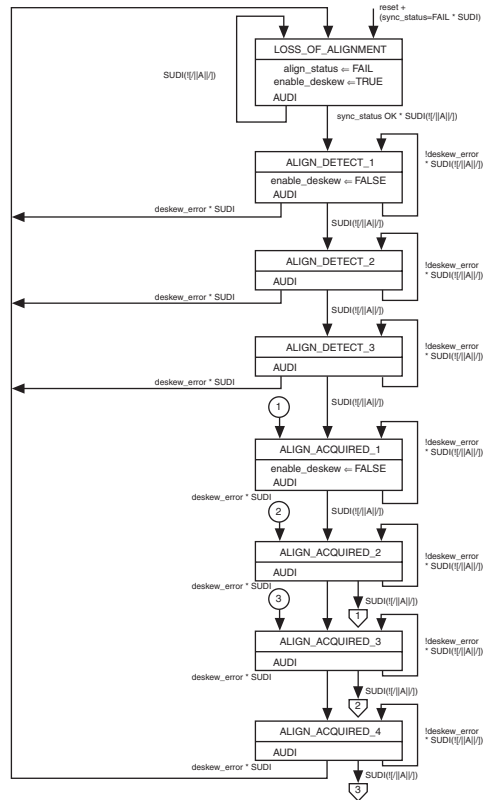 reset +
(sync_status=FAIL * SUDI)
LOSS_OF_ALIGNMENT
align_status ⇐ FAIL
enable_deskew ⇐TRUE
AUDI
SUDI(![/||A||/])
sync_status OK * SUDI(![/||A||/])
ALIGN_DETECT_1
enable_deskew ⇐ FALSE
AUDI
!deskew_error
* SUDI(![/||A||/])
deskew_error * SUDI
SUDI(![/||A||/])
ALIGN_DETECT_2
AUDI
!deskew_error
* SUDI(![/||A||/])
deskew_error * SUDI
SUDI(![/||A||/])
ALIGN_DETECT_3
AUDI
!deskew_error
* SUDI(![/||A||/])
deskew_error * SUDI
SUDI(![/||A||/])
1
ALIGN_ACQUIRED_1
enable_deskew ⇐ FALSE
AUDI
!deskew_error
* SUDI(![/||A||/])
deskew_error * SUDI
SUDI(![/||A||/])
2
ALIGN_ACQUIRED_2
AUDI
!deskew_error
* SUDI(![/||A||/])
deskew_error * SUDI
SUDI(![/||A||/])
1
3
ALIGN_ACQUIRED_3
AUDI
!deskew_error
* SUDI(![/||A||/])
deskew_error * SUDI
SUDI(![/||A||/])
2
ALIGN_ACQUIRED_4
AUDI
!deskew_error
* SUDI(![/||A||/])
deskew_error * SUDI
SUDI(![/||A||/])
3